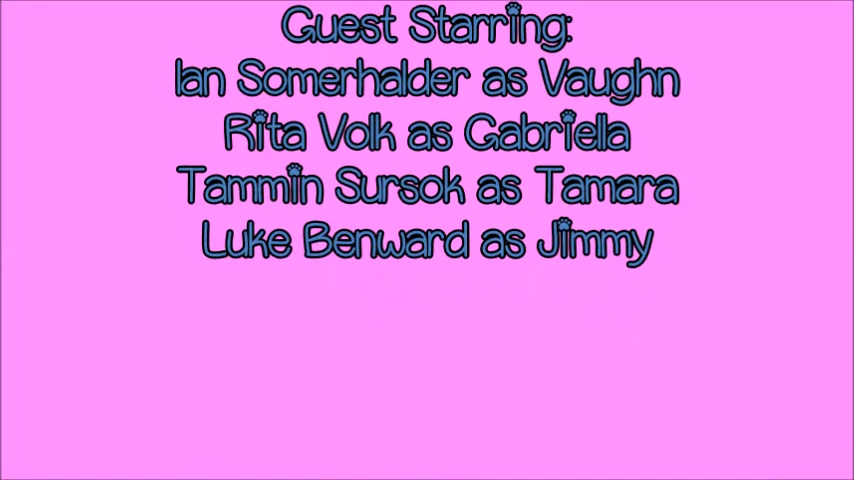 Guest Starring:
Ian Somerhalder as Vaughn
Rita Volk as Gabriella
Tammin Sursok as Tamara
Luke Benward as Jimmy